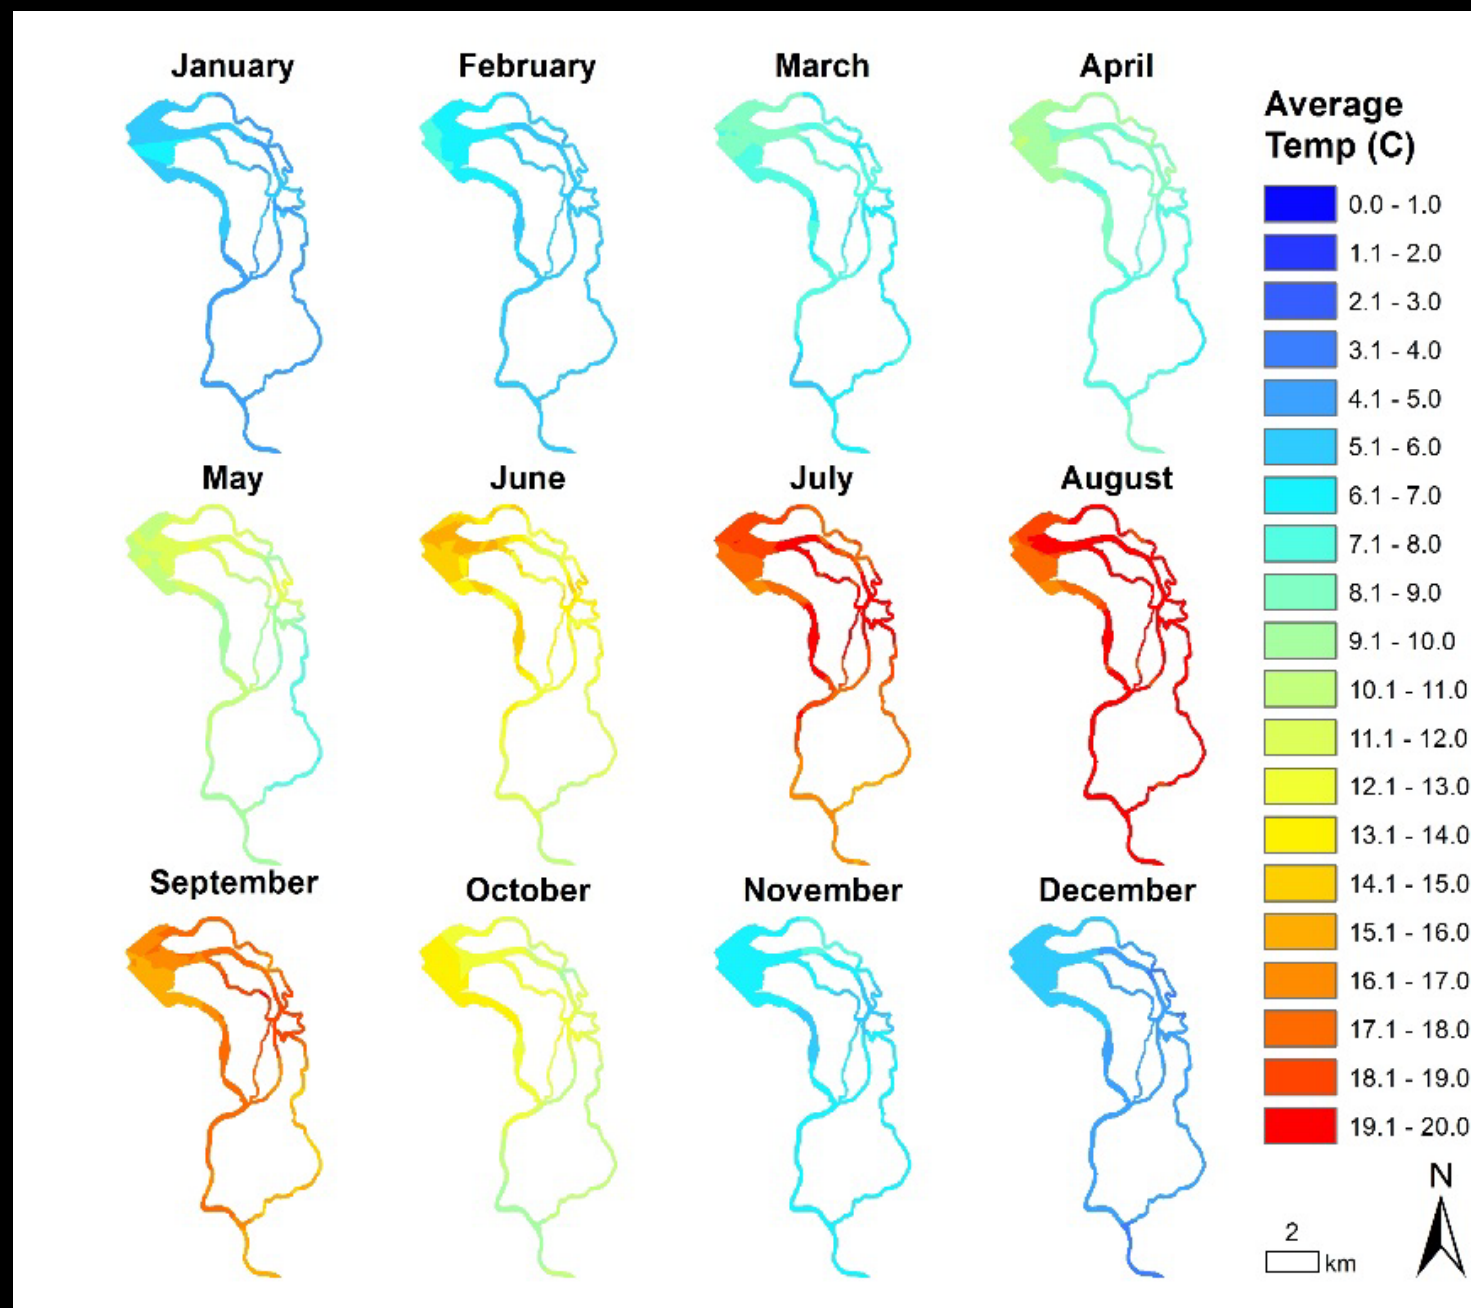 January
February
March
April
Average
Temp (C)
0.0 - 1.0
1.1 - 2.0
2.1 - 3.0
3.1 - 4.0
4.1 - 5.0
5.1 - 6.0
6.1 - 7.0
7.1 - 8.0
8.1 - 9.0
9.1 - 10.0
10.1 - 11.0
11.1 - 12.0
12.1 - 13.0
13.1 - 14.0
14.1 - 15.0
15.1 - 16.0
16.1 - 17.0
17.1 - 18.0
18.1 - 19.0
19.1 - 20.0
May
June
July
August
September
October
November
December
N
2
km